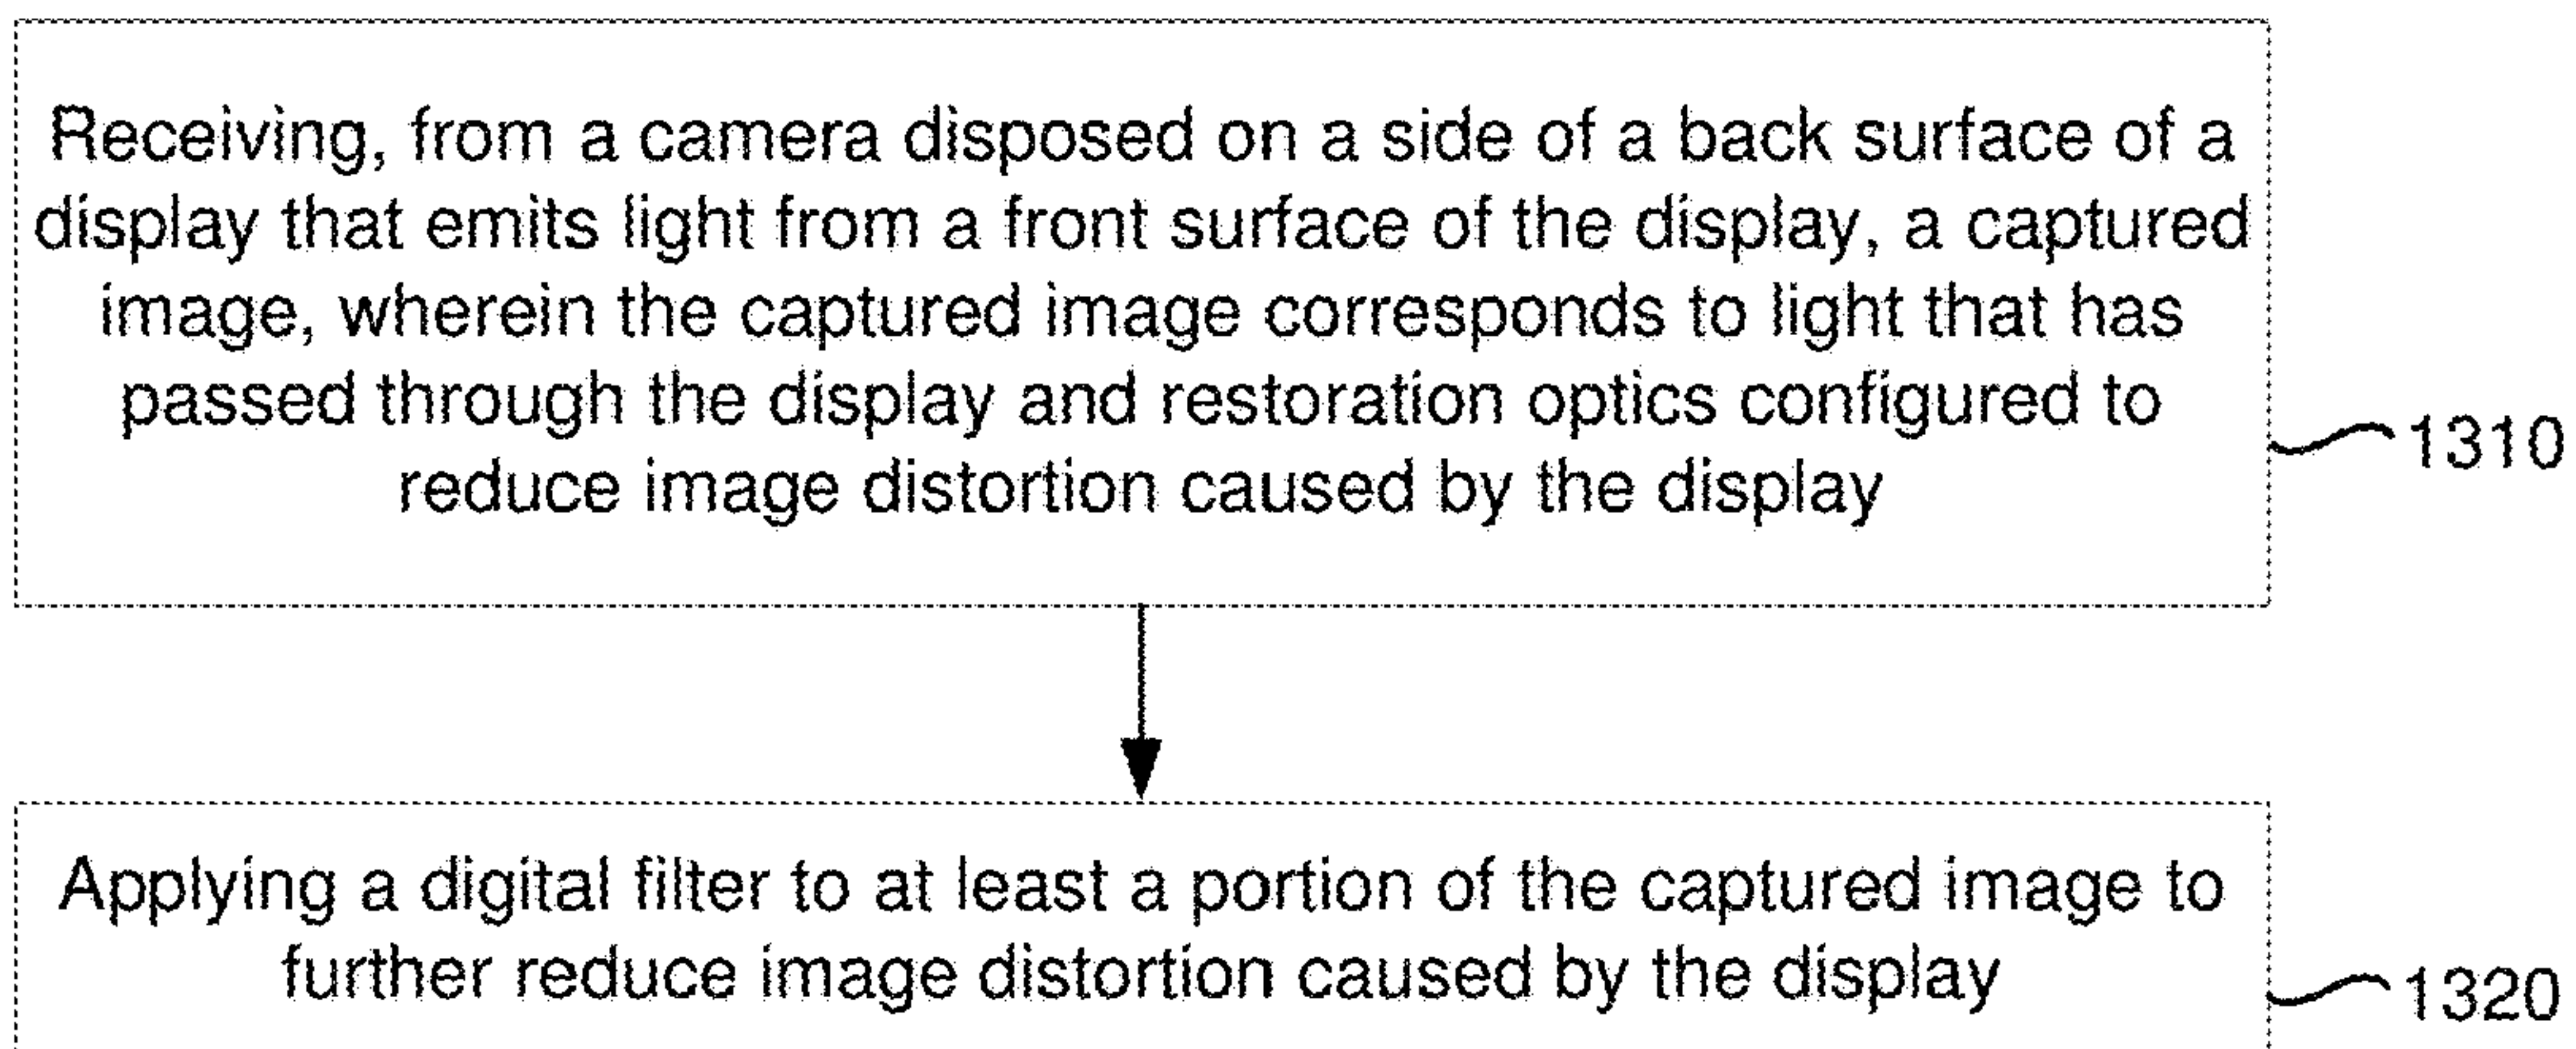 Receiving, from a camera disposed on a side of a back surface of a
display that emits light from a front surface of the display, a captured
image, wherein the captured image corresponds to light that has
passed through the display and restoration optics configured to
reduce image distortion caused by the display
1310
Applying a digital filter to at least a portion of the captured image to
further reduce image distortion caused by the display
1320